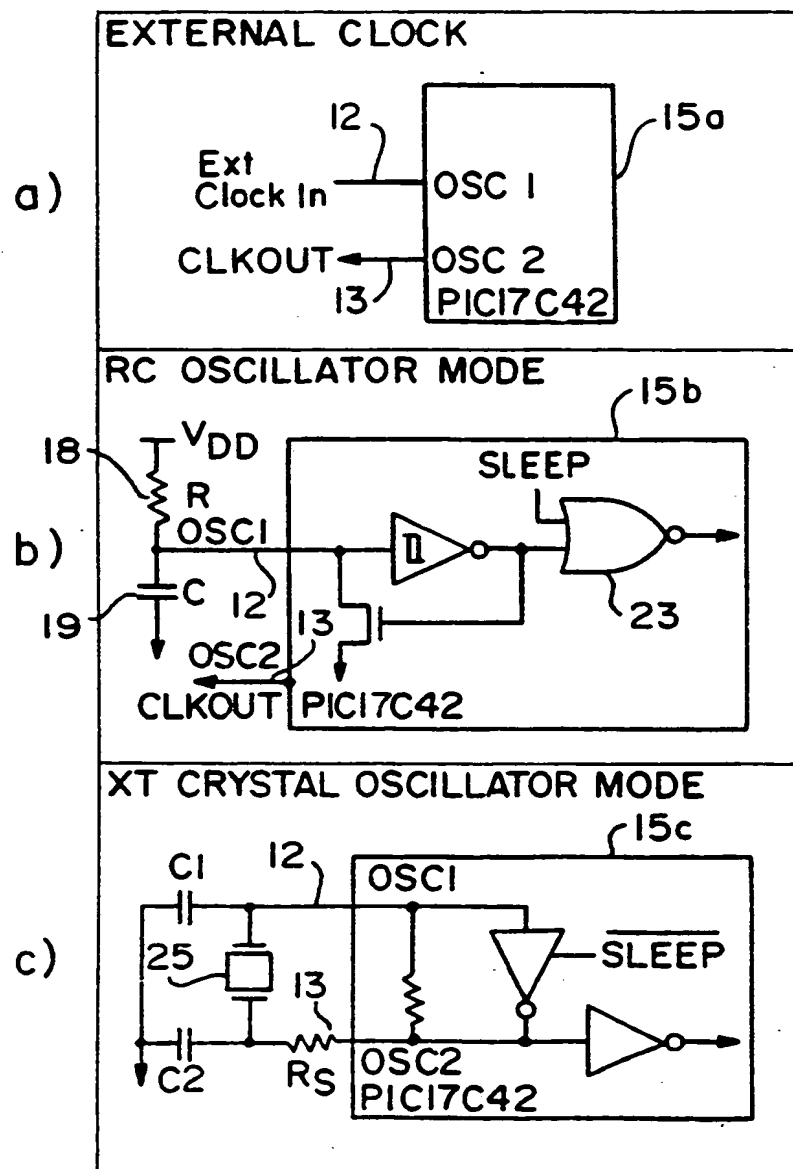 EXTERNAL CLOCK
a)
12
15a
Ext
Clock In
OSC 1
CLKOUT
OSC 2
13
PIC17C42
RC OSCILLATOR MODE
b)
15b
18
VDD
R
SLEEP
OSC1
12
C
19
23
13
OSC2
CLKOUT
PIC17C42
XT CRYSTAL OSCILLATOR MODE
c)
15c
C1
12
OSC1
25
SLEEP
13
C2
RS
OSC2
PIC17C42